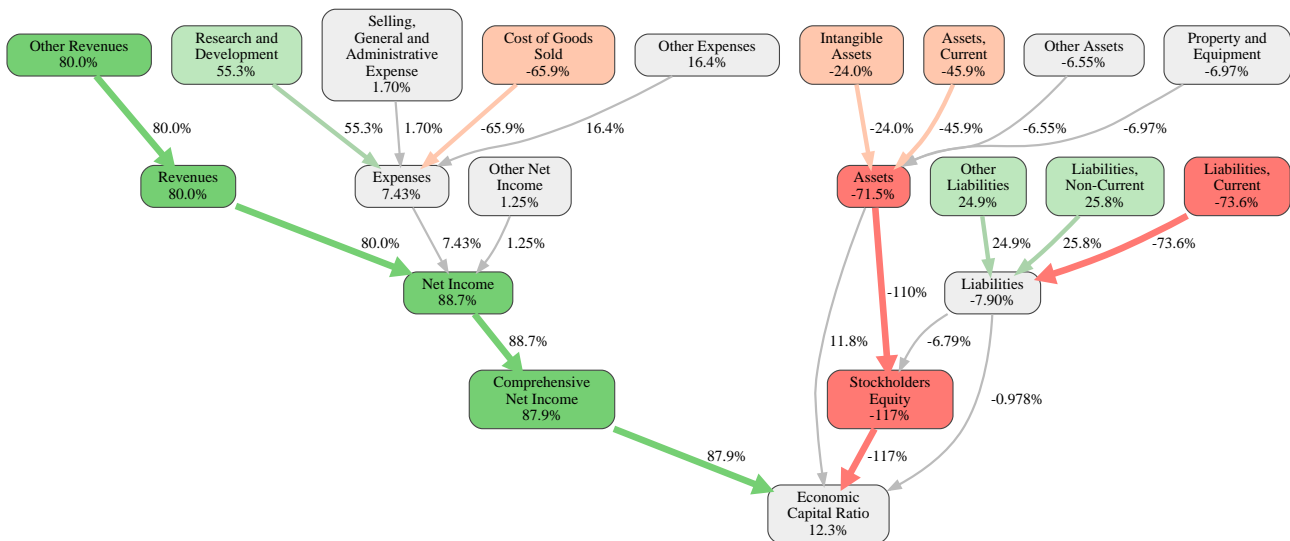 Other Revenues
80.0%
Research and
Development
55.3%
Selling,
General and
Administrative
Expense
1.70%
Cost of Goods
Sold
-65.9%
Other Expenses
16.4%
Intangible
Assets
-24.0%
Assets,
Current
-45.9%
Other Assets
-6.55%
Property and
Equipment
-6.97%
80.0%
55.3%
1.70%
-65.9%
16.4%
-24.0%
-45.9%
-6.55%
-6.97%
Revenues
80.0%
Expenses
7.43%
Other Net
Income
1.25%
Assets
-71.5%
Other
Liabilities
24.9%
Liabilities,
Non-Current
25.8%
Liabilities,
Current
-73.6%
80.0%
7.43%
1.25%
24.9%
25.8%
-73.6%
Net Income
88.7%
Liabilities
-7.90%
-110%
88.7%
11.8%
-6.79%
Comprehensive
Net Income
87.9%
Stockholders
Equity
-117%
-0.978%
87.9%
-117%
Economic
Capital Ratio
12.3%